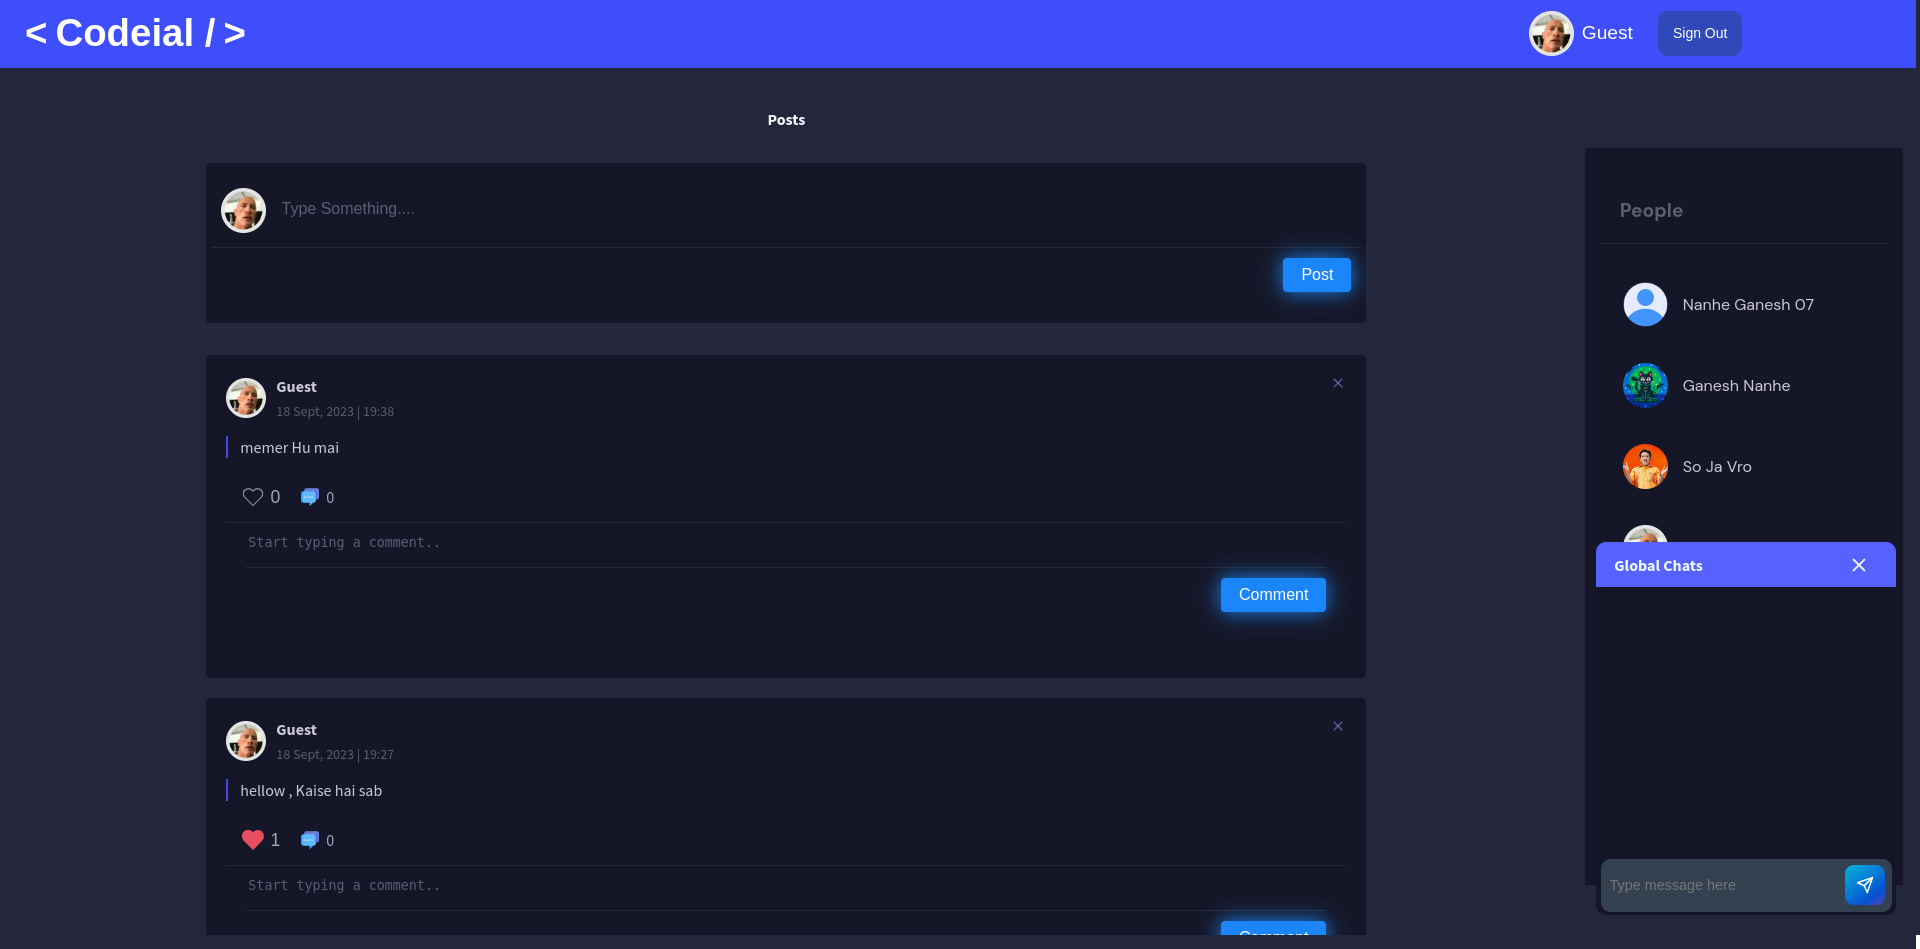 < Codeial / >
Guest
Sign Out
Posts
Type Something....
Post
Guest
18 Sept, 2023 | 19:38
memer Hu mai
0 0
Start typing a comment..
Comment
Guest
18 Sept, 2023 | 19:27
hellow , Kaise hai sab
1 0
Start typing a comment..
Comment
People
Nanhe Ganesh 07
Ganesh Nanhe
So Ja Vro
Global Chats
Type message here